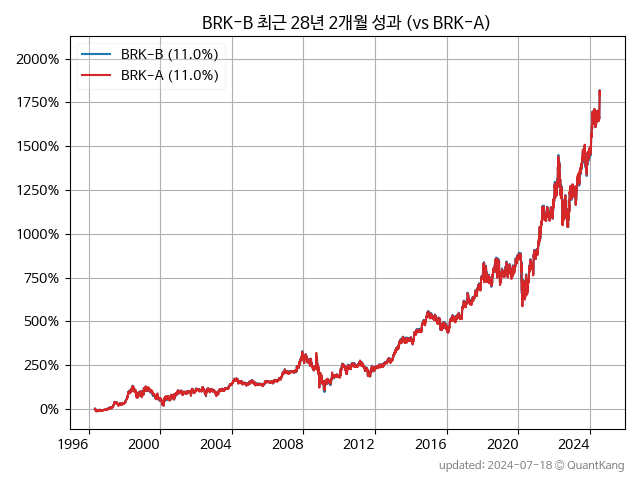 BRK-B 최근 28년 2개월 성과 (vs BRK-A)
BRK-B (11.0%)
BRK-A (11.0%)
2000%
1750%
1500%
1250%
1000%
750%
500%
250%
0%
1996 2000 2004 2008 2012 2016 2020 2024
updated: 2024-07-18 © QuantKang